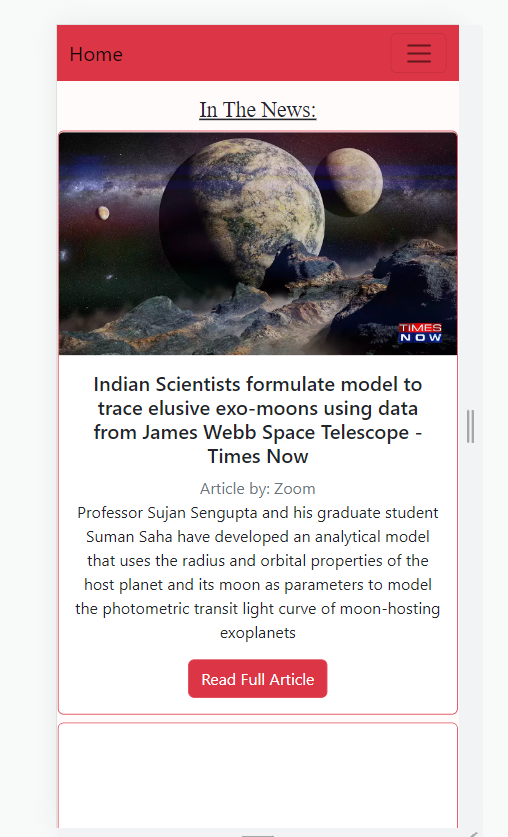 Home
In The News:
TIMES
NOW
Indian Scientists formulate model to
trace elusive exo-moons using data
from James Webb Space Telescope -
Times Now
Article by: Zoom
Professor Sujan Sengupta and his graduate student
Suman Saha have developed an analytical model
that uses the radius and orbital properties of the
host planet and its moon as parameters to model
the photometric transit light curve of moon-hosting
exoplanets
Read Full Article